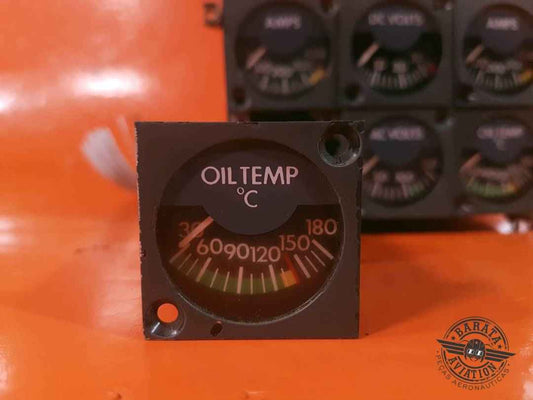 AMPS
DC VOLTS
AMPS
AC VOLTS
OIL TEMP
°C
OIL TEMP
°C
30
60
90
120
150
180
BARATA
AVIATION
PEÇAS AERONÁUTICAS